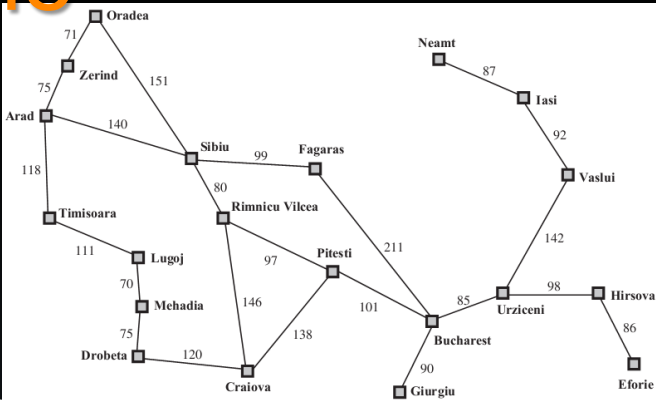 Oradea
71
Neamt
Zerind
87
151
75
Iasi
Arad
140
92
Sibiu
99
Fagaras
118
80
Vaslui
Rimnicu Vilcea
Timisoara
142
111
Lugoj
97
Pitesti
211
70
98
Hirsova
Mehadia
146
101
85
Urziceni
86
75
138
Bucharest
Drobeta
120
90
Craiova
Giurgiu
Eforie